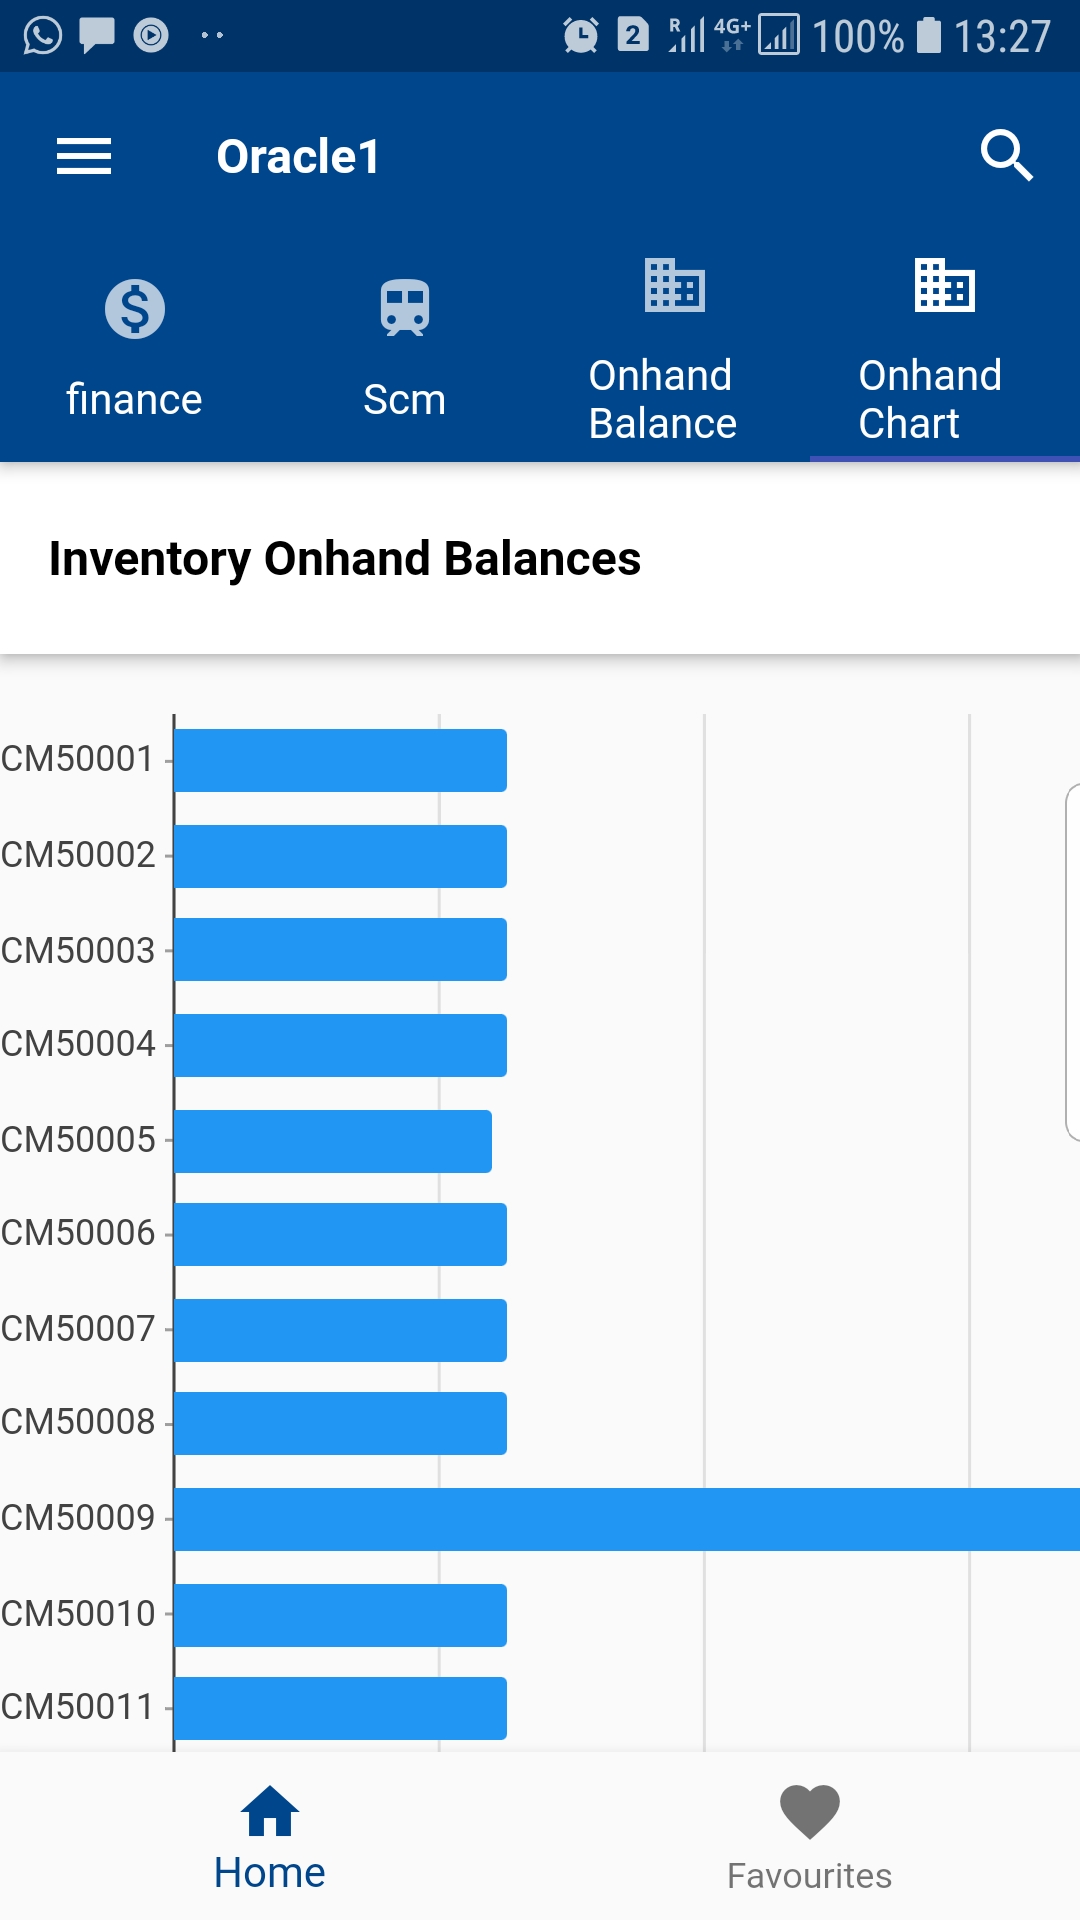 2 R 4G+ 100% 13:27
Oracle1
finance
Scm
Onhand
Balance
Onhand
Chart
Inventory Onhand Balances
CM50001
CM50002
CM50003
CM50004
CM50005
CM50006
CM50007
CM50008
CM50009
CM50010
CM50011
Home
Favourites